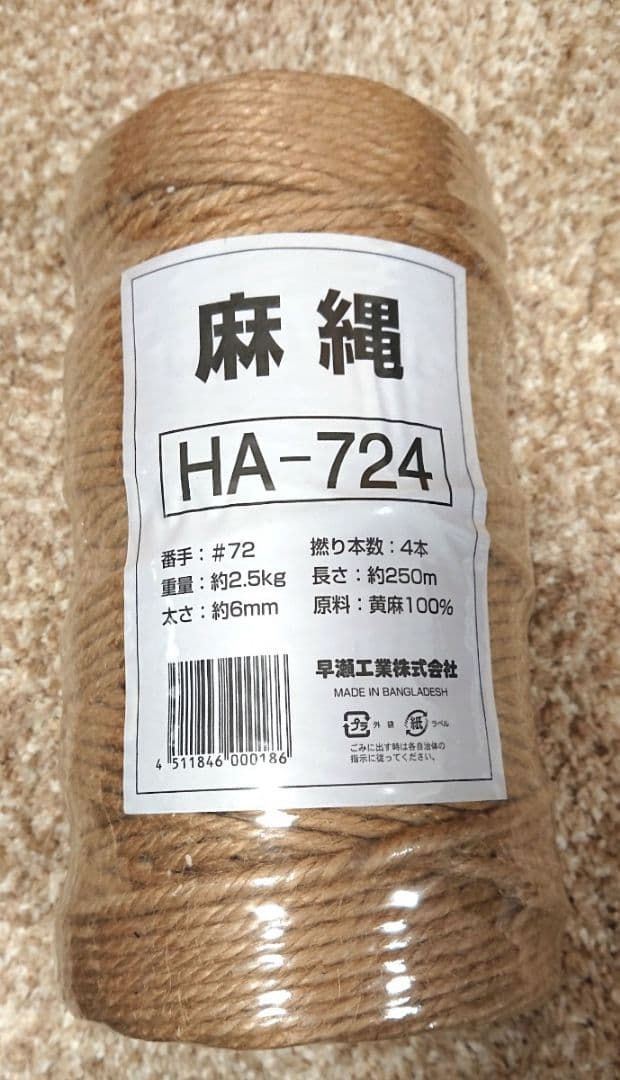 麻縄
HA-724
番手：#72 撚り本数：4本
重量：約2.5kg 長さ：約250m
太さ：約6mm 原料：黄麻100%
早瀬工業株式会社
MADE IN BANGLADESH
プラ 外袋 紙 ラベル
ごみに出す時は各自治体の
指示に従ってください。
4 511846 000186